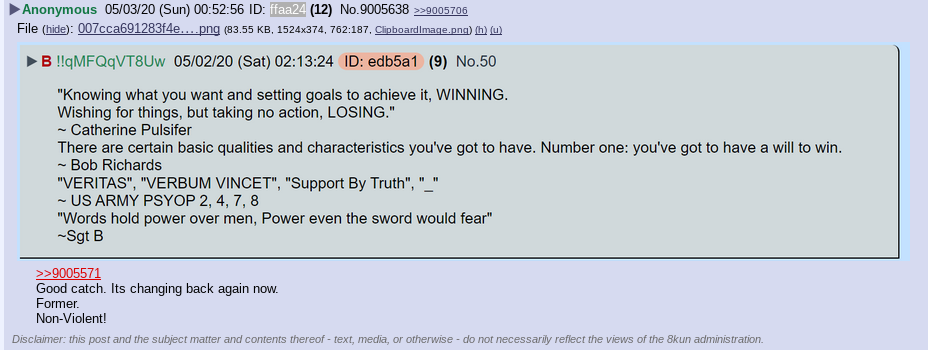 ▶Anonymous 05/03/20 (Sun) 00:52:56 ID: ffaa24 (12) No.9005638 >>9005706
File (hide): 007cca691283f4e….png (83.55 KB, 1524x374, 762:187, ClipboardImage.png) (h) (u)
▶B !!qMFQqVT8Uw 05/02/20 (Sat) 02:13:24 ID: edb5a1 (9) No.50
"Knowing what you want and setting goals to achieve it, WINNING.
Wishing for things, but taking no action, LOSING."
~ Catherine Pulsifer
There are certain basic qualities and characteristics you've got to have. Number one: you've got to have a will to win.
~ Bob Richards
"VERITAS", "VERBUM VINCET", "Support By Truth", "_"
~ US ARMY PSYOP 2, 4, 7, 8
"Words hold power over men, Power even the sword would fear"
~Sgt B
>>9005571
Good catch. Its changing back again now.
Former.
Non-Violent!
Disclaimer: this post and the subject matter and contents thereof - text, media, or otherwise - do not necessarily reflect the views of the 8kun administration.